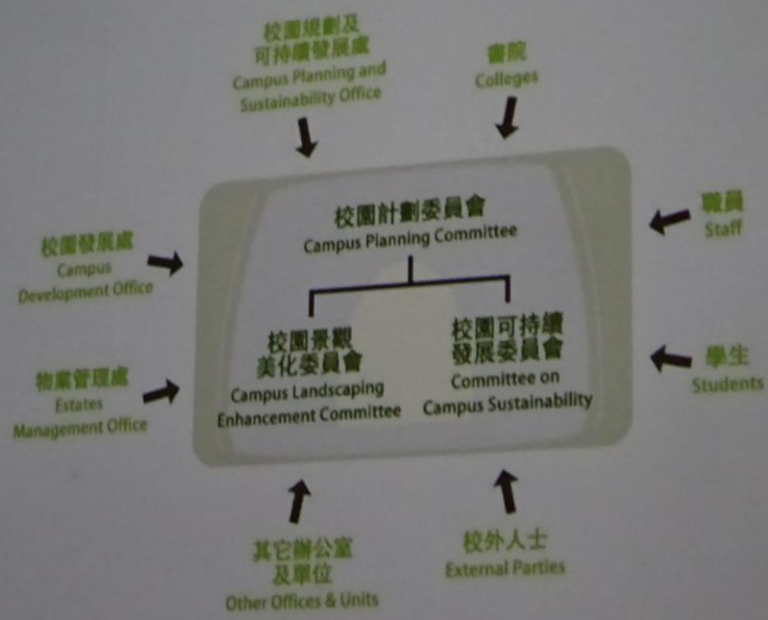 校園規劃及
可持續發展處
Campus Planning and
Sustainability Office
書院
Colleges
校園計劃委員會
Campus Planning Committee
職員
Staff
校園發展處
Campus
Development Office
校園景觀
美化委員會
Campus Landscaping
Enhancement Committee
校園可持續
發展委員會
Committee on
Campus Sustainability
學生
Students
物業管理處
Estates
Management Office
其它辦公室
及單位
Other Offices & Units
校外人士
External Parties